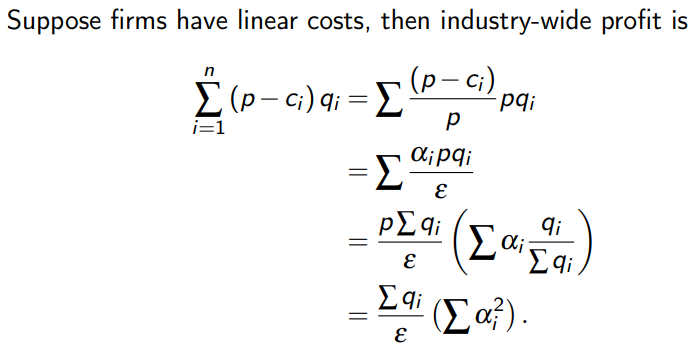 Suppose firms have linear costs, then industry-wide profit is
\sum_{i=1}^{n} (p - c_i) q_i = \sum \frac{(p - c_i)}{p} p q_i
= \sum \frac{\alpha_i p q_i}{\varepsilon}
= \frac{p \sum q_i}{\varepsilon} \left( \sum \alpha_i \frac{q_i}{\sum q_i} \right)
= \frac{\sum q_i}{\varepsilon} \left( \sum \alpha_i^2 \right).